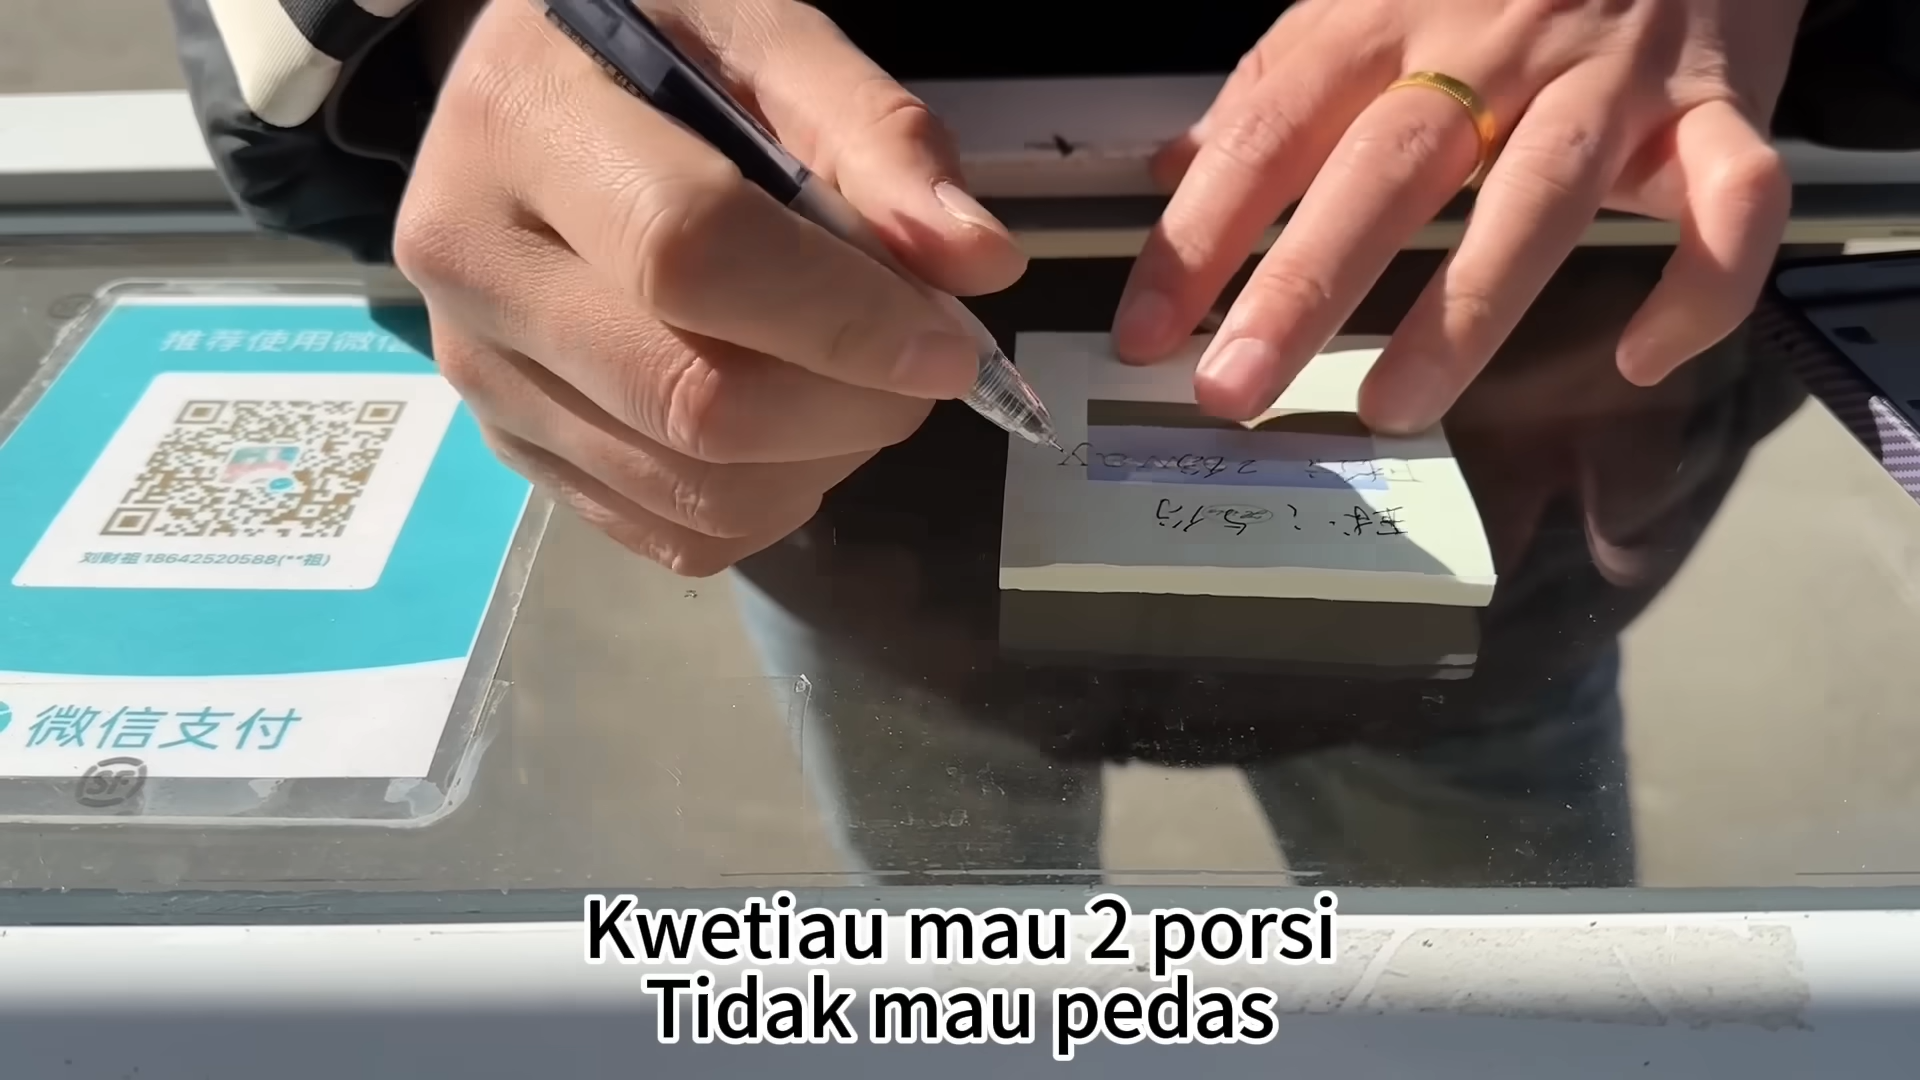 推荐使用微信
刘财祖 18642520588(**祖)
微信支付
SF
Kwetiau mau 2 porsi
Tidak mau pedas